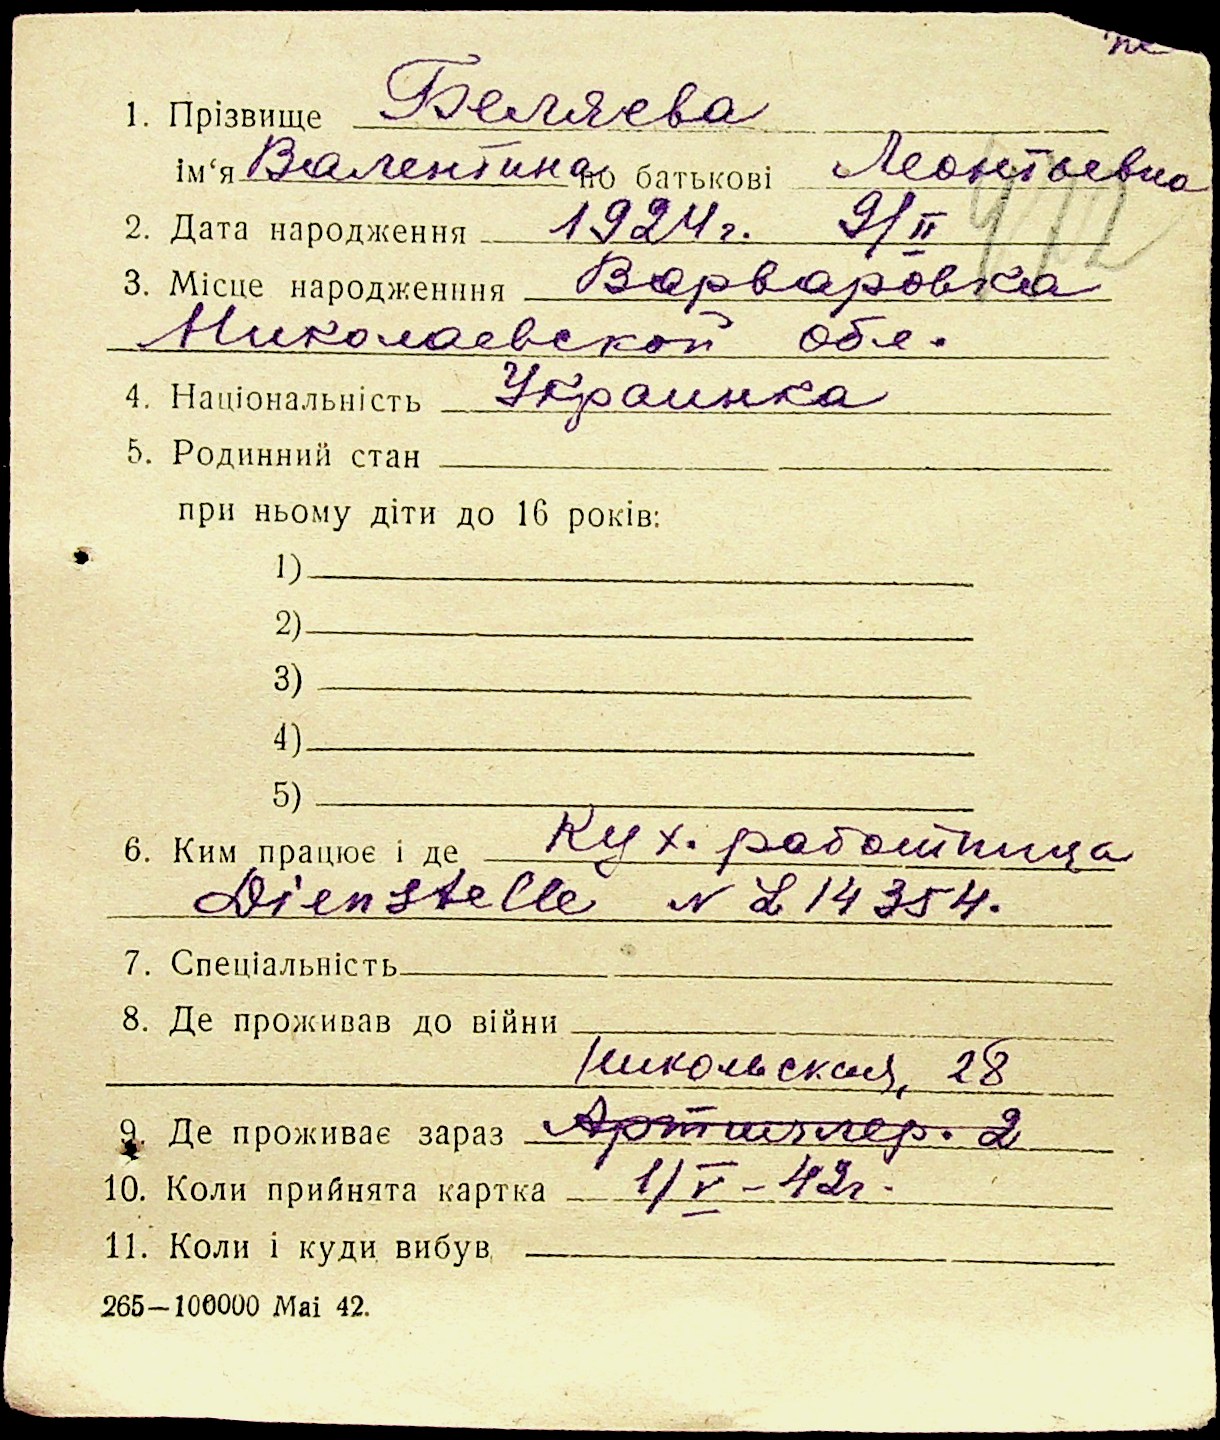 1. Прізвище Беляева
ім‘я Валентина по батькові Леонтьевна
2. Дата народження 1924 г. 9/II
3. Місце народженння Варваровка
Николаевской обл.
4. Національність Украинка
5. Родинний стан
при ньому діти до 16 років:
1)
2)
3)
4)
5)
6. Ким працює і де Кух. работница
Dienstelle N L 14354.
7. Спеціальність
8. Де проживав до війни
Никольская, 28
9. Де проживає зараз Артиллер. 2
10. Коли прийнята картка 1/V – 42 г.
11. Коли і куди вибув
265—100000 Mai 42.